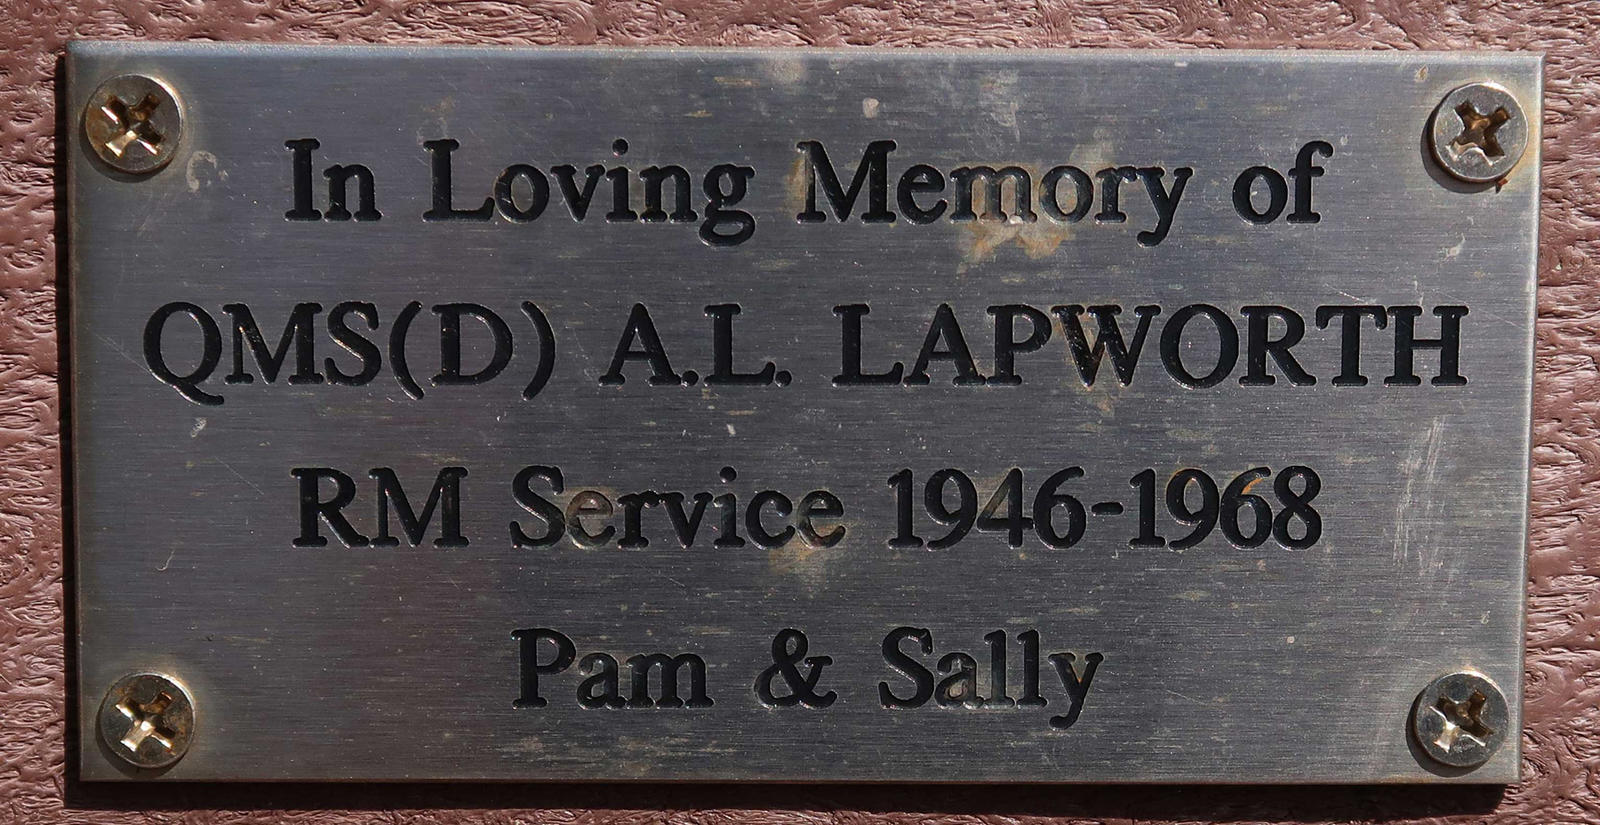 In Loving Memory of
QMS(D) A.L. LAPWORTH
RM Service 1946-1968
Pam & Sally